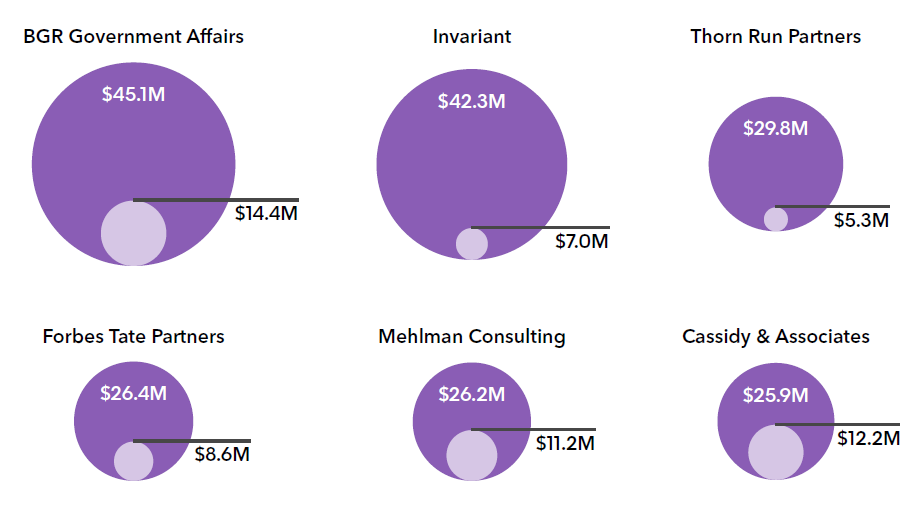 BGR Government Affairs
$45.1M
$14.4M
Invariant
$42.3M
$7.0M
Thorn Run Partners
$29.8M
$5.3M
Forbes Tate Partners
$26.4M
$8.6M
Mehlman Consulting
$26.2M
$11.2M
Cassidy & Associates
$25.9M
$12.2M